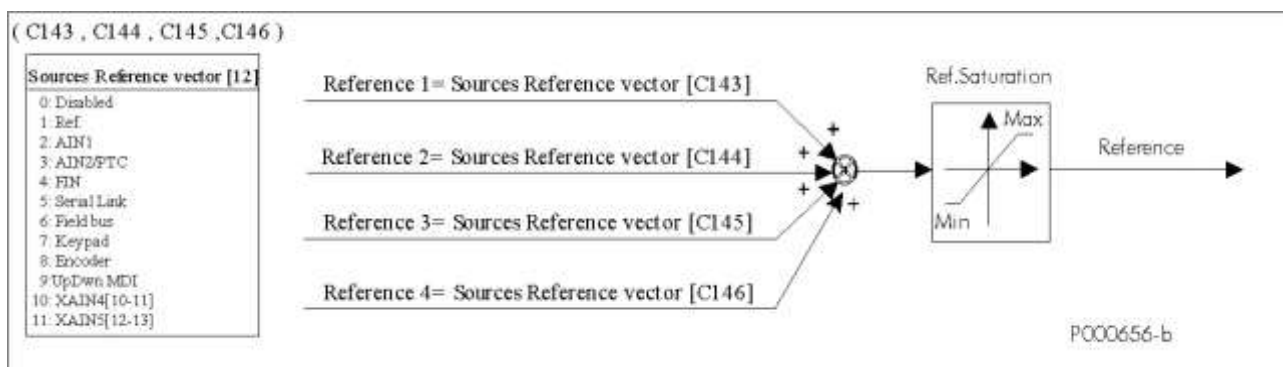 ( C143 , C144 , C145 ,C146 )
Sources Reference vector [12]
0: Disabled
1: Ref
2: AIN1
3: AIN2/PTC
4: FIN
5: Serial Link
6: Fieldbus
7: Keypad
8: Encoder
9:UpDwn MDI
10: XAIN4[10-11]
11: XAIN5[12-13]
Reference 1= Sources Reference vector [C143]
Reference 2= Sources Reference vector [C144]
Reference 3= Sources Reference vector [C145]
Reference 4= Sources Reference vector [C146]
+
+
+
+
Ref.Saturation
Max
Min
Reference
P000656-b